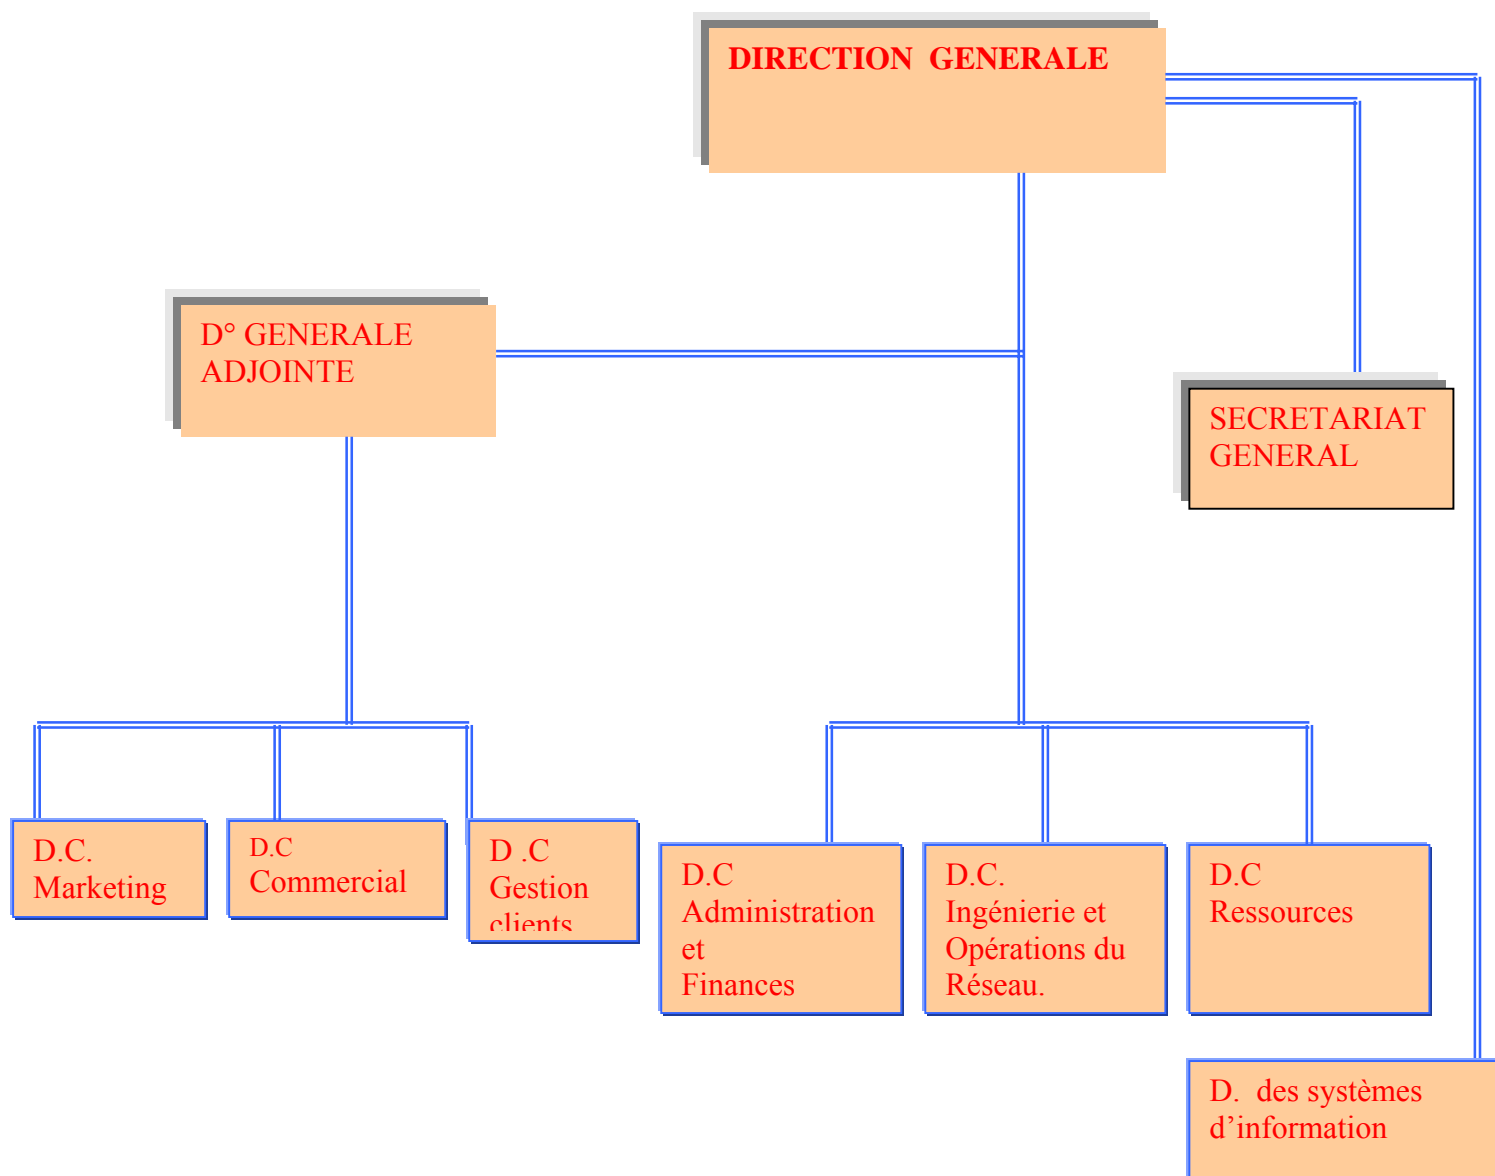 DIRECTION GENERALE
D° GENERALE
ADJOINTE
SECRETARIAT
GENERAL
D.C.
Marketing
D.C
Commercial
D .C
Gestion
clients
D.C
Administration
et
Finances
D.C.
Ingénierie et
Opérations du
Réseau.
D.C
Ressources
D. des systèmes
d’information